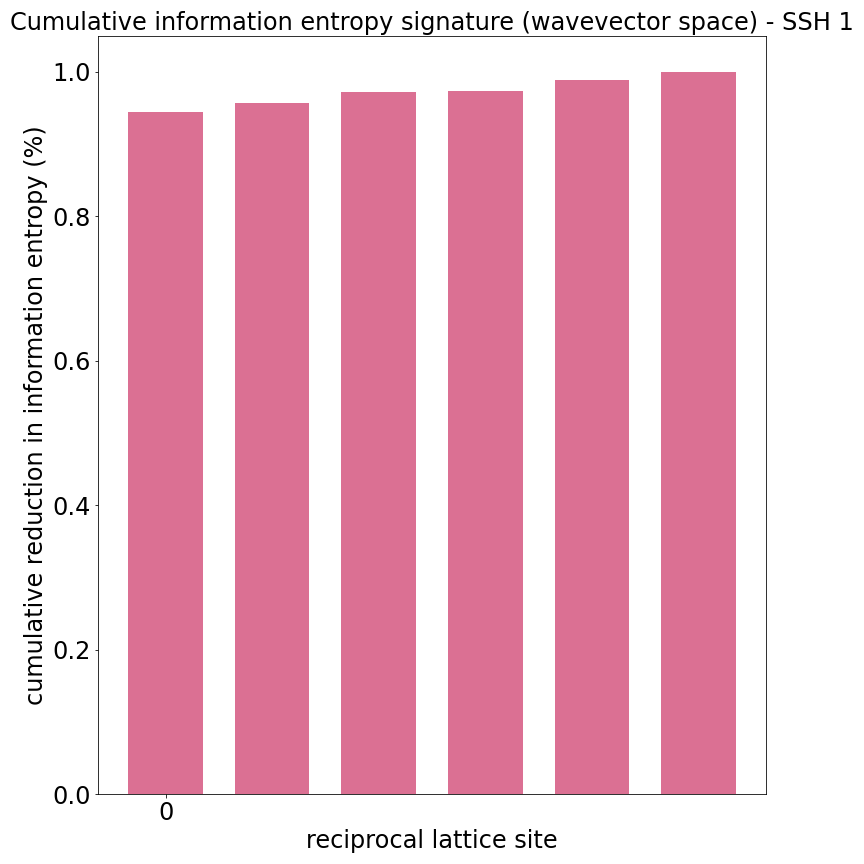 Cumulative information entropy signature (wavevector space) - SSH 1
cumulative reduction in information entropy (%)
1.0
0.8
0.6
0.4
0.2
0.0
0
reciprocal lattice site